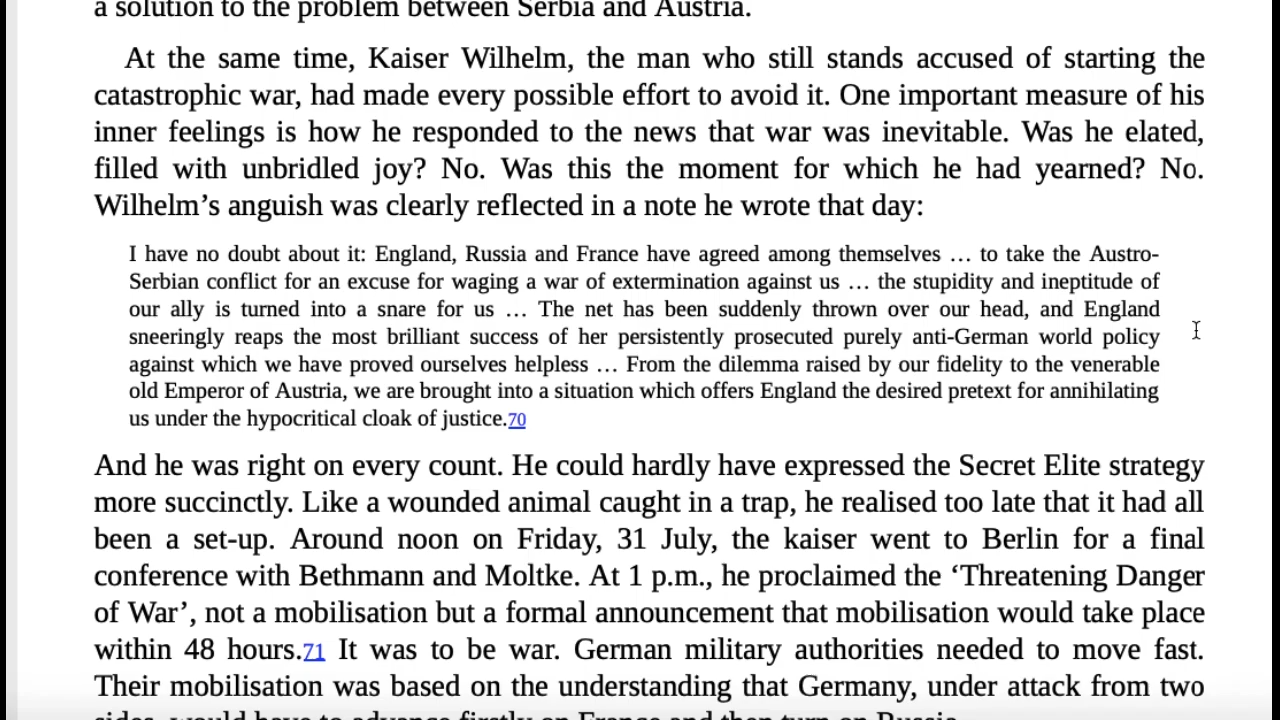 a solution to the problem between Serbia and Austria.
At the same time, Kaiser Wilhelm, the man who still stands accused of starting the
catastrophic war, had made every possible effort to avoid it. One important measure of his
inner feelings is how he responded to the news that war was inevitable. Was he elated,
filled with unbridled joy? No. Was this the moment for which he had yearned? No.
Wilhelm’s anguish was clearly reflected in a note he wrote that day:
I have no doubt about it: England, Russia and France have agreed among themselves … to take the Austro-
Serbian conflict for an excuse for waging a war of extermination against us … the stupidity and ineptitude of
our ally is turned into a snare for us … The net has been suddenly thrown over our head, and England
sneeringly reaps the most brilliant success of her persistently prosecuted purely anti-German world policy
against which we have proved ourselves helpless … From the dilemma raised by our fidelity to the venerable
old Emperor of Austria, we are brought into a situation which offers England the desired pretext for annihilating
us under the hypocritical cloak of justice.70
And he was right on every count. He could hardly have expressed the Secret Elite strategy
more succinctly. Like a wounded animal caught in a trap, he realised too late that it had all
been a set-up. Around noon on Friday, 31 July, the kaiser went to Berlin for a final
conference with Bethmann and Moltke. At 1 p.m., he proclaimed the ‘Threatening Danger
of War’, not a mobilisation but a formal announcement that mobilisation would take place
within 48 hours.71 It was to be war. German military authorities needed to move fast.
Their mobilisation was based on the understanding that Germany, under attack from two
sides, would have to advance firstly on France and then turn on Russia.